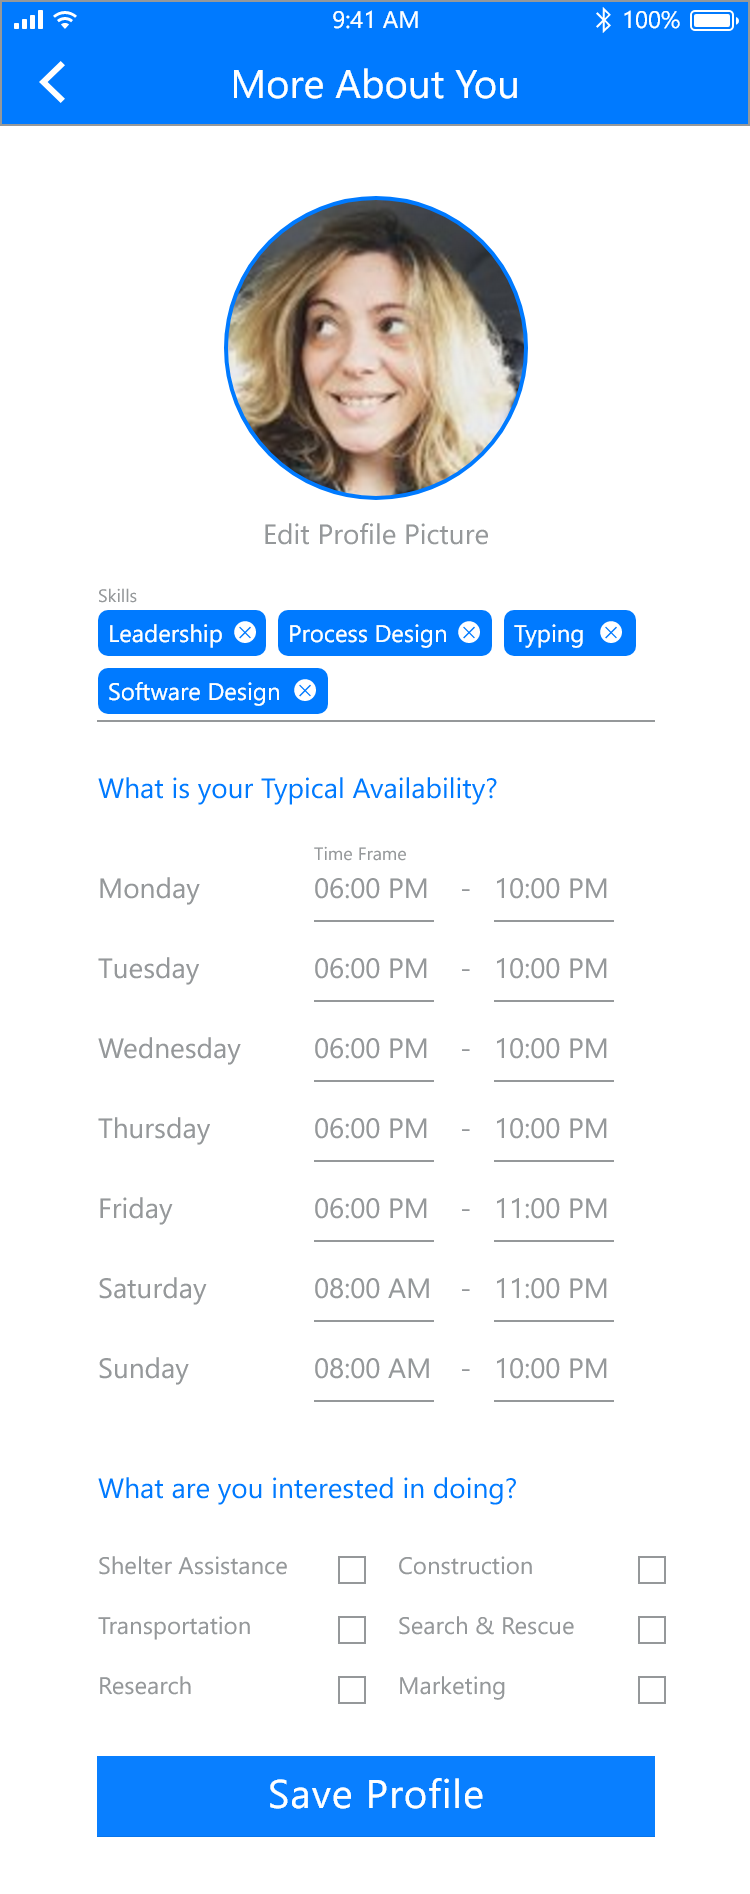 9:41 AM 100%
More About You
Edit Profile Picture
Skills
Leadership Process Design Typing
Software Design
What is your Typical Availability?
Time Frame
Monday 06:00 PM - 10:00 PM
Tuesday 06:00 PM - 10:00 PM
Wednesday 06:00 PM - 10:00 PM
Thursday 06:00 PM - 10:00 PM
Friday 06:00 PM - 11:00 PM
Saturday 08:00 AM - 11:00 PM
Sunday 08:00 AM - 10:00 PM
What are you interested in doing?
Shelter Assistance Construction
Transportation Search & Rescue
Research Marketing
Save Profile